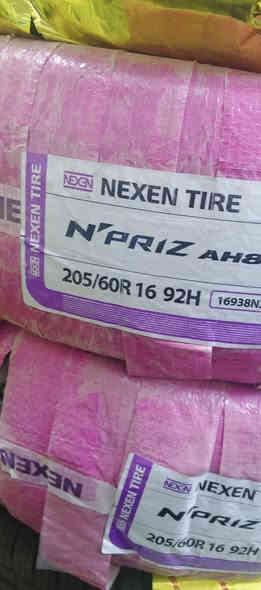 NEXEN TIRE
NEXEN
NEXEN TIRE
N'PRIZ AH8
205/60R 16 92H
16938N
NEXEN
NEXEN TIRE
NEXEN
NEXEN
N'PRIZ
205/60R 16 92H